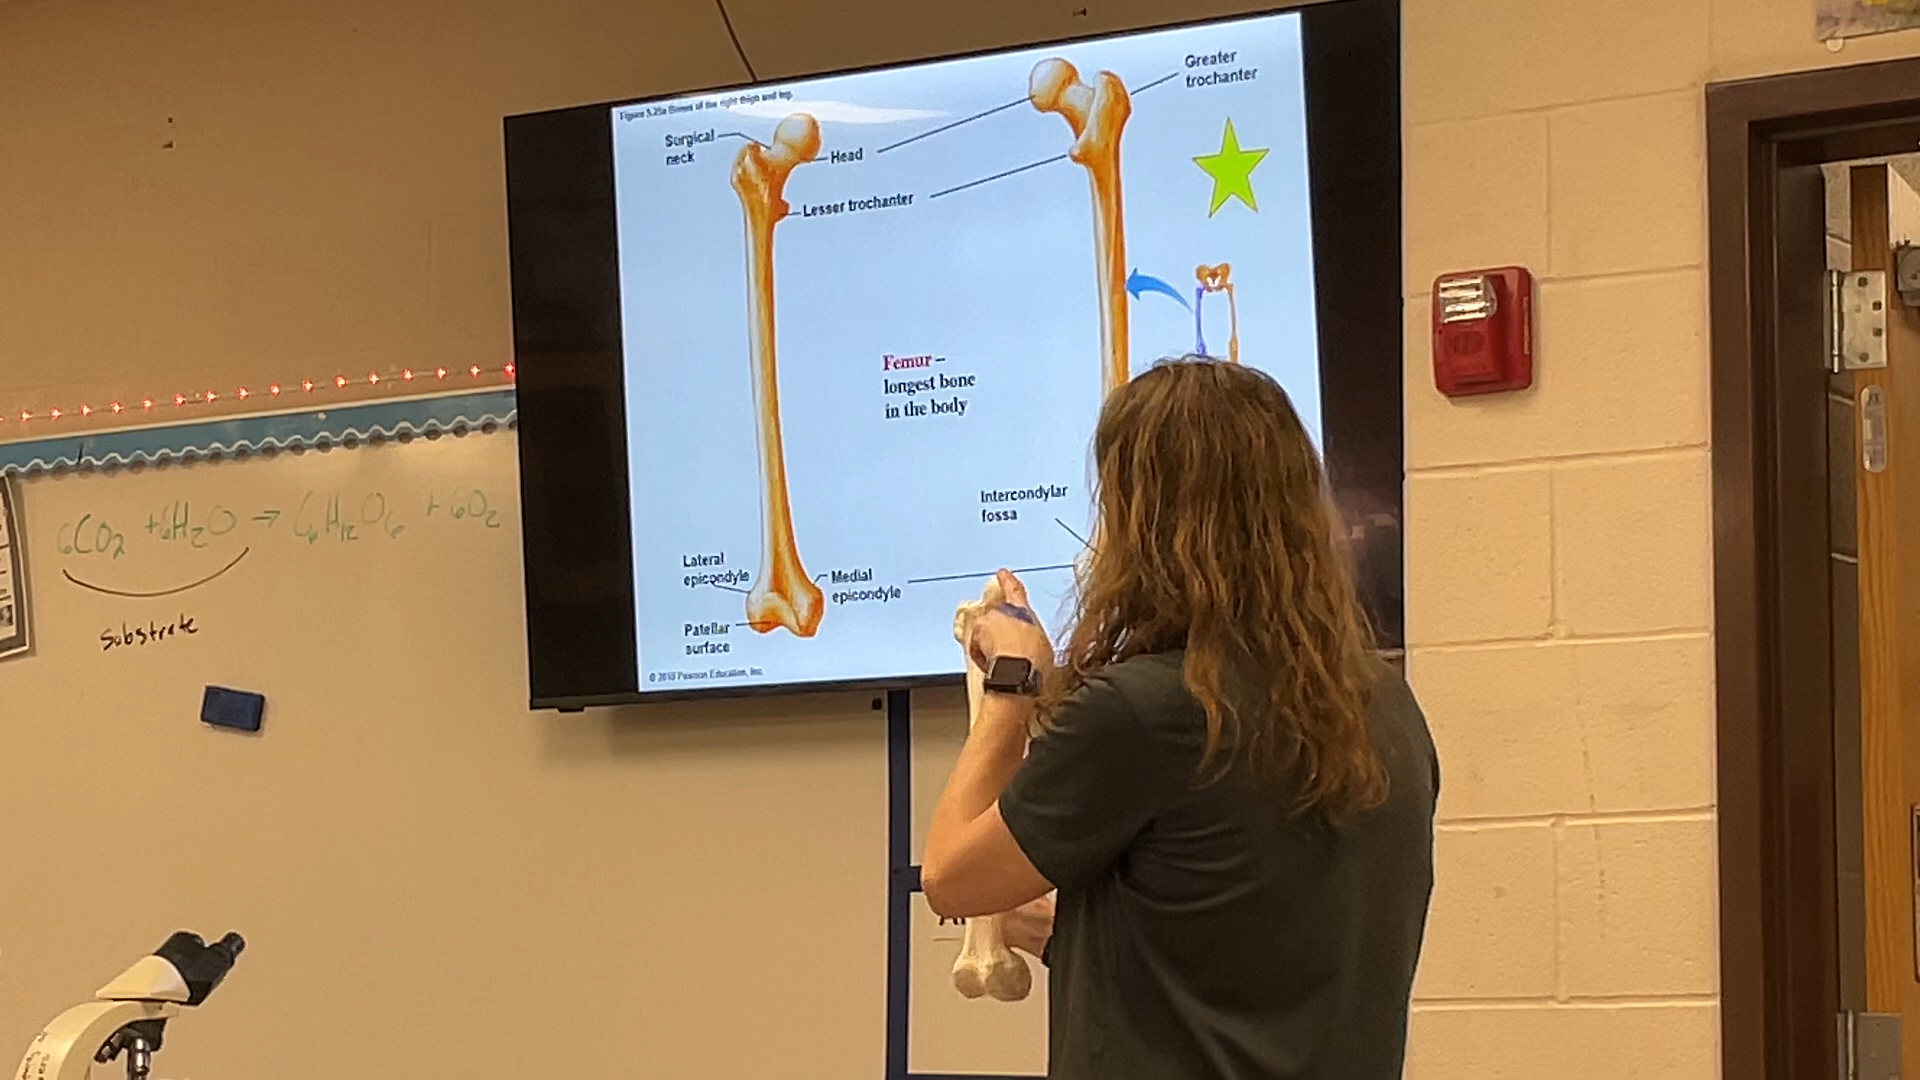 Figure 5.25a Bones of the right thigh and leg.
Greater
trochanter
Surgical
neck
Head
Lesser trochanter
Femur –
longest bone
in the body
Intercondylar
fossa
Lateral
epicondyle
Medial
epicondyle
Patellar
surface
© 2018 Pearson Education, Inc.
6CO2 + 6H2O → C6H12O6 + 6O2
Substrate